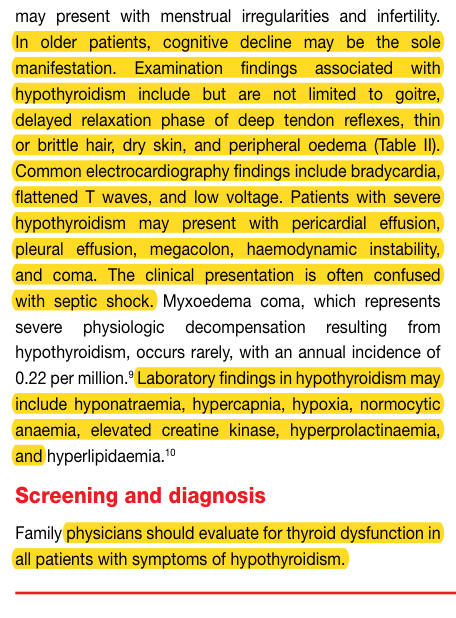 may present with menstrual irregularities and infertility.
In older patients, cognitive decline may be the sole
manifestation. Examination findings associated with
hypothyroidism include but are not limited to goitre,
delayed relaxation phase of deep tendon reflexes, thin
or brittle hair, dry skin, and peripheral oedema (Table II).
Common electrocardiography findings include bradycardia,
flattened T waves, and low voltage. Patients with severe
hypothyroidism may present with pericardial effusion,
pleural effusion, megacolon, haemodynamic instability,
and coma. The clinical presentation is often confused
with septic shock. Myxoedema coma, which represents
severe physiologic decompensation resulting from
hypothyroidism, occurs rarely, with an annual incidence of
0.22 per million.⁹ Laboratory findings in hypothyroidism may
include hyponatraemia, hypercapnia, hypoxia, normocytic
anaemia, elevated creatine kinase, hyperprolactinaemia,
and hyperlipidaemia.¹⁰
Screening and diagnosis
Family physicians should evaluate for thyroid dysfunction in
all patients with symptoms of hypothyroidism.